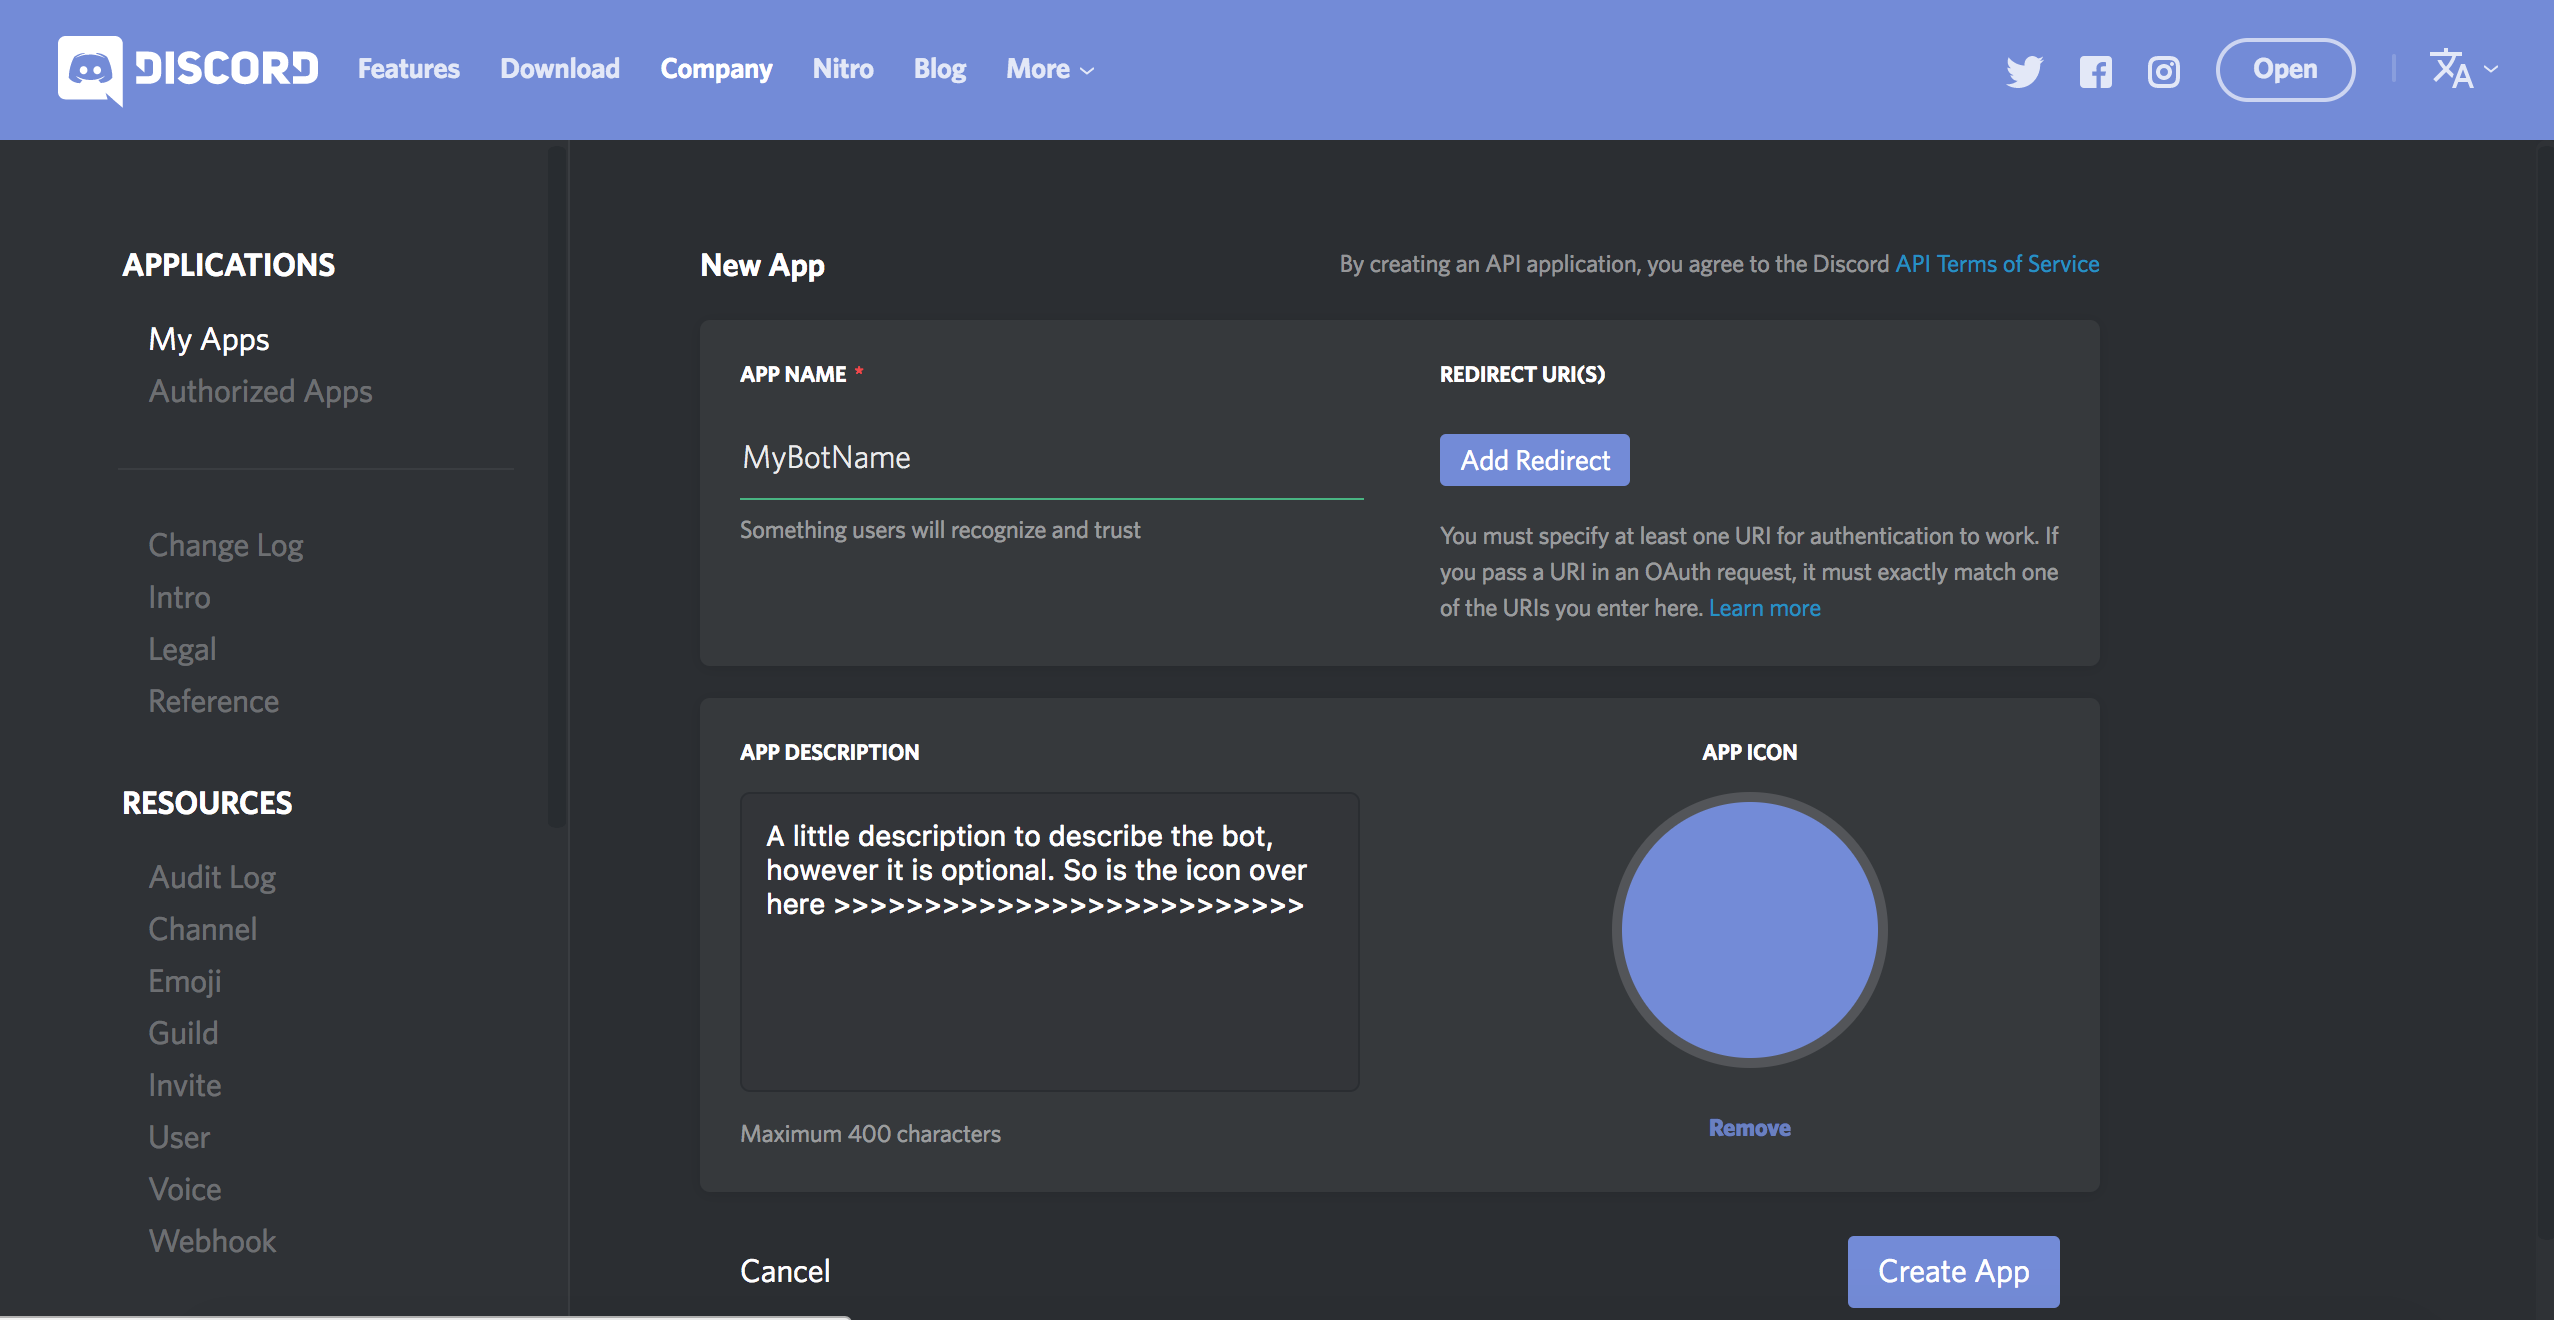 DISCORD Features Download Company Nitro Blog More Open
APPLICATIONS
My Apps
Authorized Apps
Change Log
Intro
Legal
Reference
RESOURCES
Audit Log
Channel
Emoji
Guild
Invite
User
Voice
Webhook
New App
By creating an API application, you agree to the Discord API Terms of Service
APP NAME *
MyBotName
Something users will recognize and trust
REDIRECT URI(S)
Add Redirect
You must specify at least one URI for authentication to work. If
you pass a URI in an OAuth request, it must exactly match one
of the URIs you enter here. Learn more
APP DESCRIPTION
A little description to describe the bot,
however it is optional. So is the icon over
here >>>>>>>>>>>>>>>>>>>>>>>>>>
Maximum 400 characters
APP ICON
Remove
Cancel
Create App